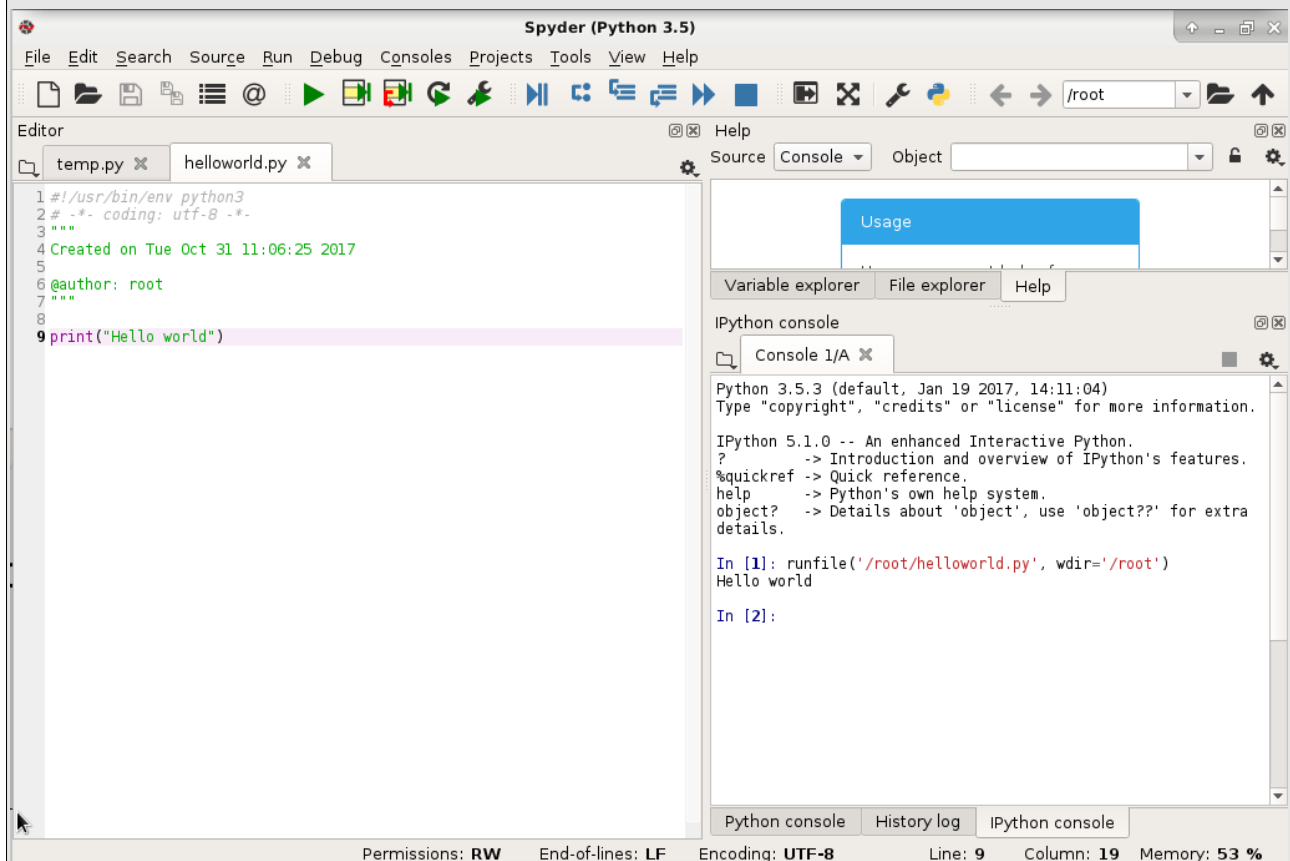 Spyder (Python 3.5)
File Edit Search Source Run Debug Consoles Projects Tools View Help
/root
Editor
temp.py
helloworld.py
1 #!/usr/bin/env python3
2 # -*- coding: utf-8 -*-
3 """
4 Created on Tue Oct 31 11:06:25 2017
5
6 @author: root
7 """
8
9 print("Hello world")
Help
Source Console Object
Usage
Variable explorer File explorer Help
IPython console
Console 1/A
Python 3.5.3 (default, Jan 19 2017, 14:11:04)
Type "copyright", "credits" or "license" for more information.
IPython 5.1.0 -- An enhanced Interactive Python.
? -> Introduction and overview of IPython's features.
%quickref -> Quick reference.
help -> Python's own help system.
object? -> Details about 'object', use 'object??' for extra
details.
In [1]: runfile('/root/helloworld.py', wdir='/root')
Hello world
In [2]:
Python console History log IPython console
Permissions: RW End-of-lines: LF Encoding: UTF-8 Line: 9 Column: 19 Memory: 53 %